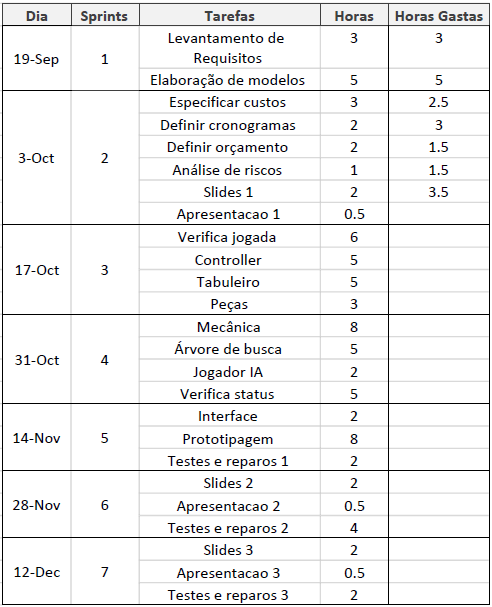 Dia Sprints Tarefas Horas Horas Gastas
19-Sep 1 Levantamento de Requisitos 3 3
Elaboração de modelos 5 5
3-Oct 2 Especificar custos 3 2.5
Definir cronogramas 2 3
Definir orçamento 2 1.5
Análise de riscos 1 1.5
Slides 1 2 3.5
Apresentacao 1 0.5
17-Oct 3 Verifica jogada 6
Controller 5
Tabuleiro 5
Peças 3
31-Oct 4 Mecânica 8
Árvore de busca 5
Jogador IA 2
Verifica status 5
14-Nov 5 Interface 2
Prototipagem 8
Testes e reparos 1 2
28-Nov 6 Slides 2 2
Apresentacao 2 0.5
Testes e reparos 2 4
12-Dec 7 Slides 3 2
Apresentacao 3 0.5
Testes e reparos 3 2